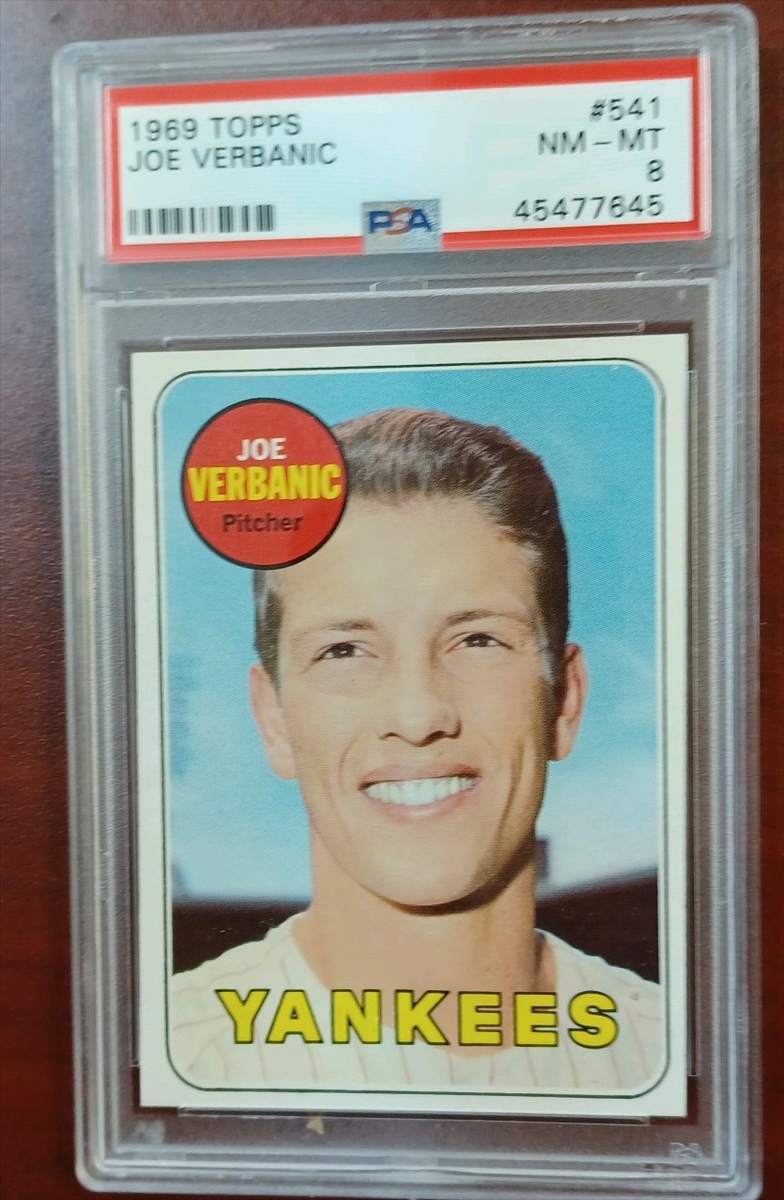 1969 TOPPS #541
JOE VERBANIC NM - MT
8
PSA 45477645
JOE
VERBANIC
Pitcher
YANKEES